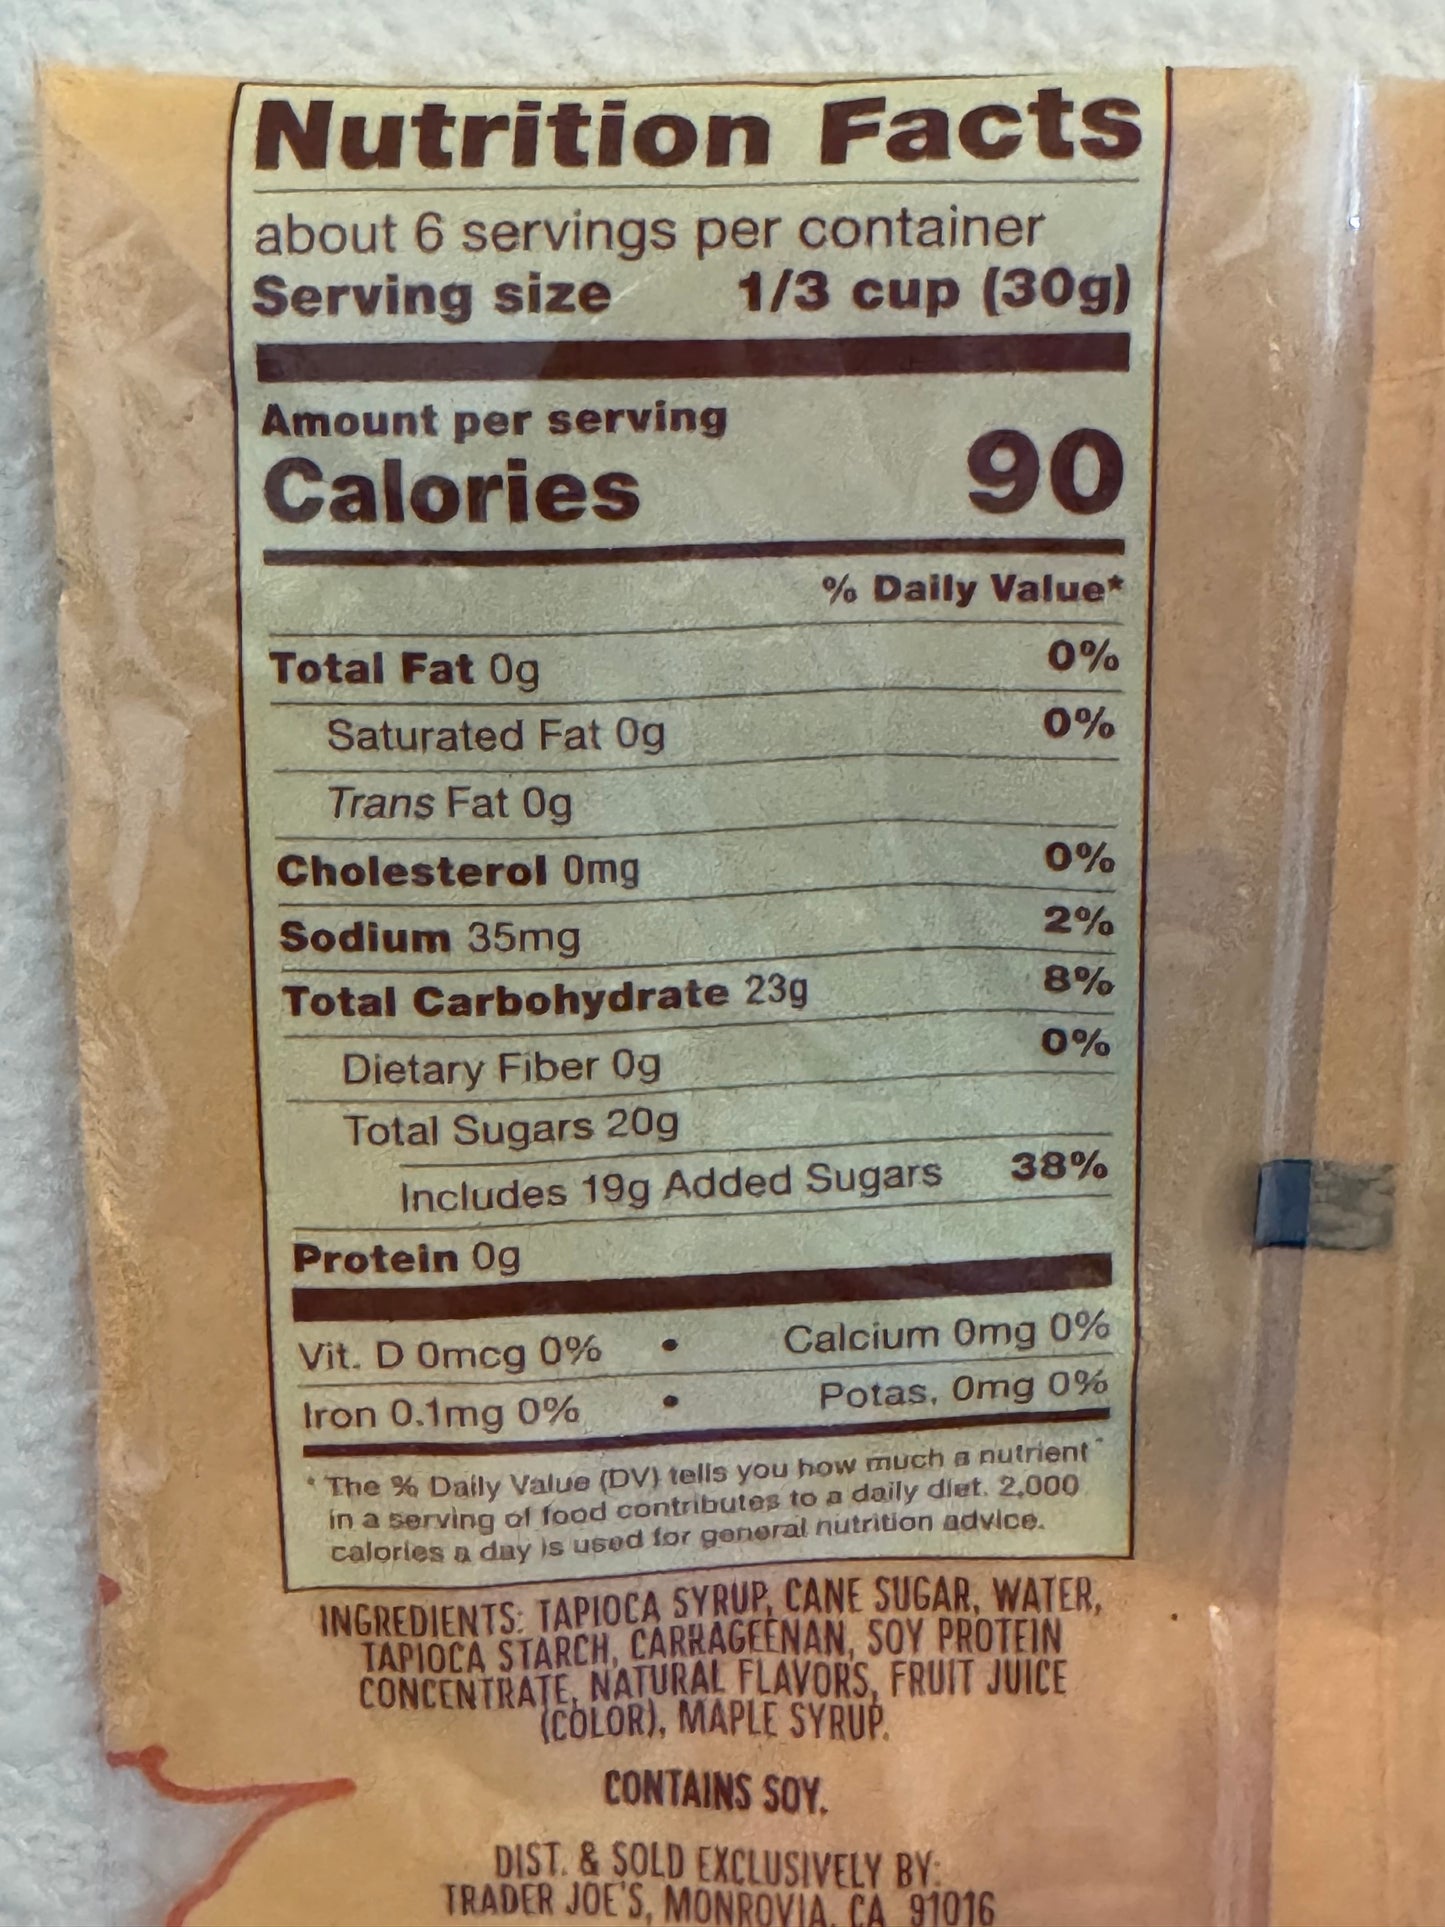 Nutrition Facts
about 6 servings per container
Serving size 1/3 cup (30g)
Amount per serving
Calories 90
% Daily Value*
Total Fat 0g 0%
Saturated Fat 0g 0%
Trans Fat 0g
Cholesterol 0mg 0%
Sodium 35mg 2%
Total Carbohydrate 23g 8%
Dietary Fiber 0g 0%
Total Sugars 20g
Includes 19g Added Sugars 38%
Protein 0g
Vit. D 0mcg 0% • Calcium 0mg 0%
Iron 0.1mg 0% • Potas. 0mg 0%
* The % Daily Value (DV) tells you how much a nutrient
in a serving of food contributes to a daily diet. 2,000
calories a day is used for general nutrition advice.
INGREDIENTS: TAPIOCA SYRUP, CANE SUGAR, WATER,
TAPIOCA STARCH, CARRAGEENAN, SOY PROTEIN
CONCENTRATE, NATURAL FLAVORS, FRUIT JUICE
(COLOR), MAPLE SYRUP.
CONTAINS SOY.
DIST. & SOLD EXCLUSIVELY BY:
TRADER JOE'S, MONROVIA, CA 91016